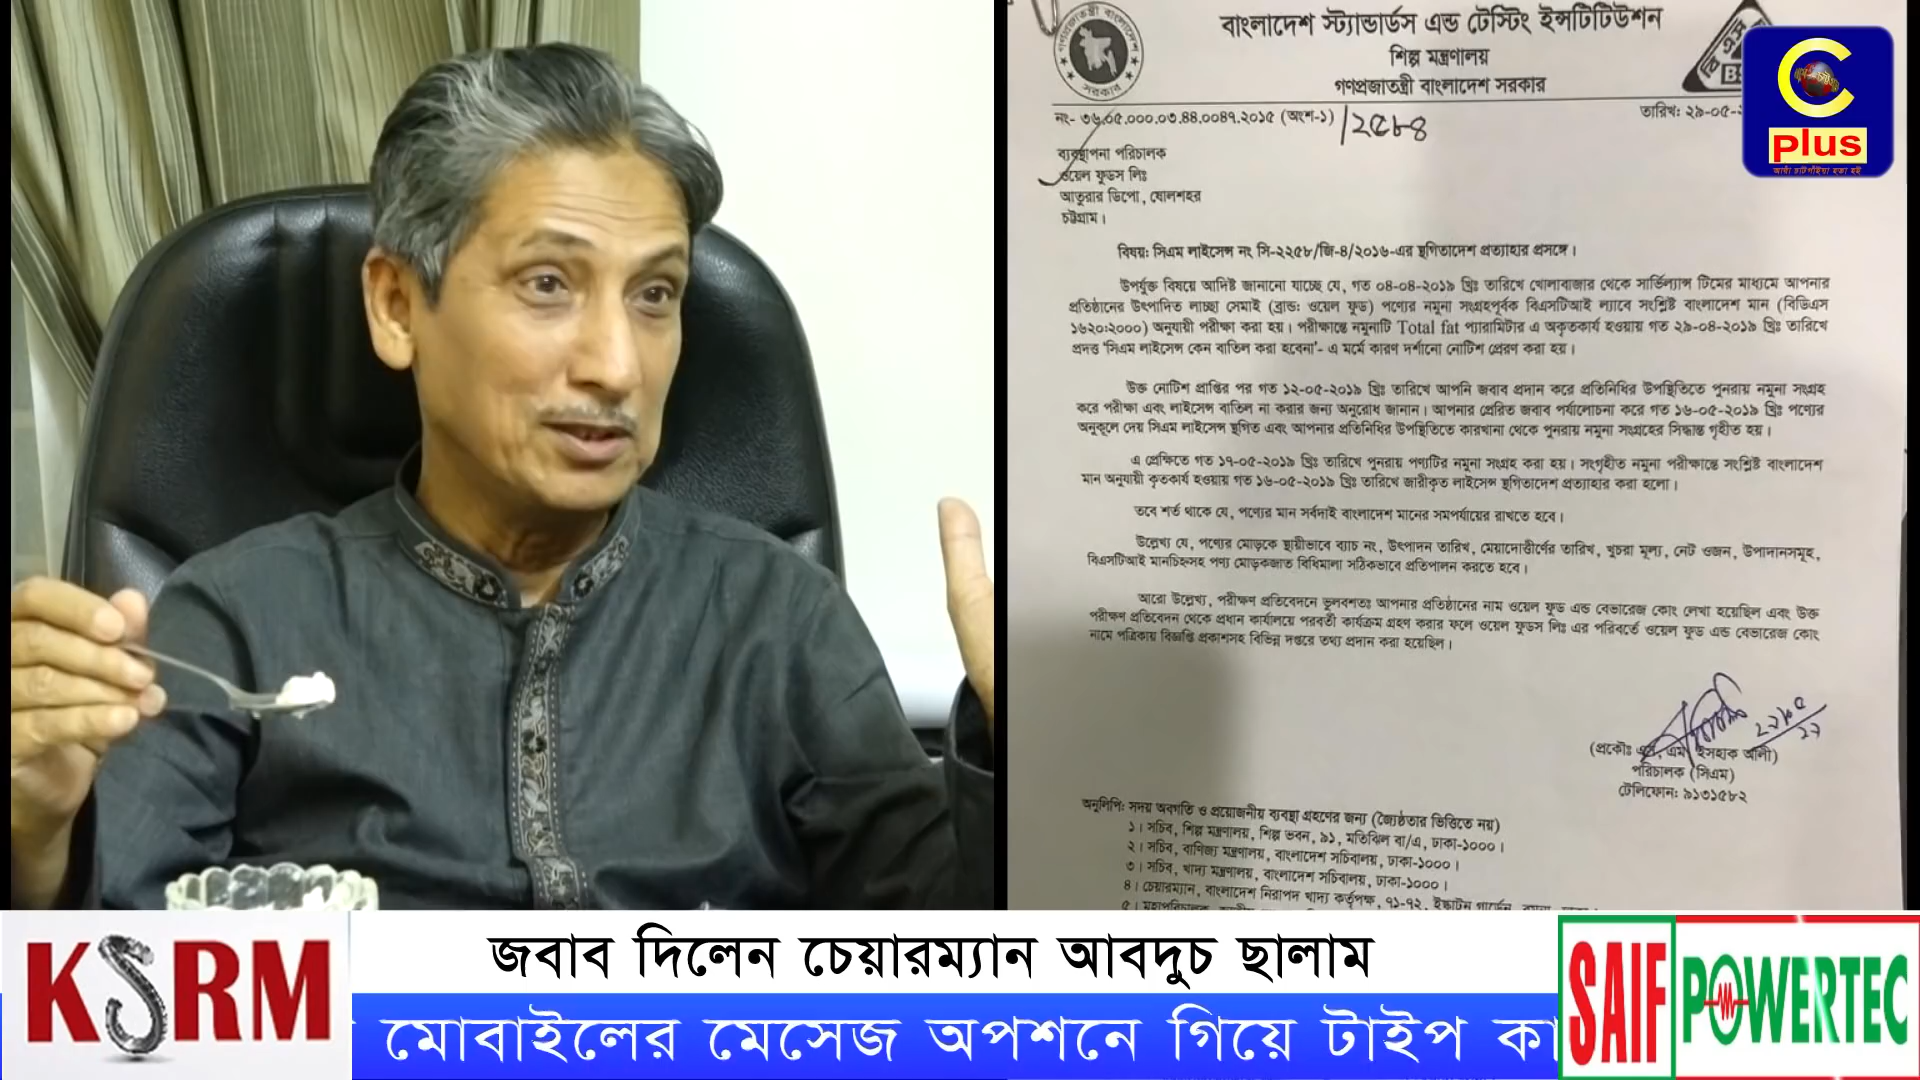 বাংলাদেশ স্ট্যান্ডার্ডস এন্ড টেস্টিং ইন্সটিটিউশন
শিল্প মন্ত্রণালয়
গণপ্রজাতন্ত্রী বাংলাদেশ সরকার
নং- ৩৬.০৫.০০০.০৩.৪৪.০০৪৭.২০১৫ (অংশ-১) /২৫৮৪
তারিখ: ২৯-০৫-
C
plus
ব্যবস্থাপনা পরিচালক
ওয়েল ফুডস লিঃ
আতুরার ডিপো, ষোলশহর
চট্টগ্রাম।
বিষয়: সিএম লাইসেন্স নং সি-২২৫৮/জি-৪/২০১৬-এর স্থগিতাদেশ প্রত্যাহার প্রসঙ্গে।
উপর্যুক্ত বিষয়ে আদিষ্ট জানানো যাচ্ছে যে, গত ০৪-০৪-২০১৯ খ্রিঃ তারিখে খোলাবাজার থেকে সার্ভিল্যান্স টিমের মাধ্যমে আপনার
প্রতিষ্ঠানের উৎপাদিত লাচ্ছা সেমাই (ব্রান্ড: ওয়েল ফুড) পণ্যের নমুনা সংগ্রহপূর্বক বিএসটিআই ল্যাবে সংশ্লিষ্ট বাংলাদেশ মান (বিডিএস
১৬২০:২০০০) অনুযায়ী পরীক্ষা করা হয়। পরীক্ষান্তে নমুনাটি Total fat প্যারামিটার এ অকৃতকার্য হওয়ায় গত ২৯-০৪-২০১৯ খ্রিঃ তারিখে
প্রদত্ত 'সিএম লাইসেন্স কেন বাতিল করা হবেনা'- এ মর্মে কারণ দর্শানো নোটিশ প্রেরণ করা হয়।
উক্ত নোটিশ প্রাপ্তির পর গত ১২-০৫-২০১৯ খ্রিঃ তারিখে আপনি জবাব প্রদান করে প্রতিনিধির উপস্থিতিতে পুনরায় নমুনা সংগ্রহ
করে পরীক্ষা এবং লাইসেন্স বাতিল না করার জন্য অনুরোধ জানান। আপনার প্রেরিত জবাব পর্যালোচনা করে গত ১৬-০৫-২০১৯ খ্রিঃ পণ্যের
অনুকূলে দেয় সিএম লাইসেন্স স্থগিত এবং আপনার প্রতিনিধির উপস্থিতিতে কারখানা থেকে পুনরায় নমুনা সংগ্রহের সিদ্ধান্ত গৃহীত হয়।
এ প্রেক্ষিতে গত ১৭-০৫-২০১৯ খ্রিঃ তারিখে পুনরায় পণ্যটির নমুনা সংগ্রহ করা হয়। সংগৃহীত নমুনা পরীক্ষান্তে সংশ্লিষ্ট বাংলাদেশ
মান অনুযায়ী কৃতকার্য হওয়ায় গত ১৬-০৫-২০১৯ খ্রিঃ তারিখে জারীকৃত লাইসেন্স স্থগিতাদেশ প্রত্যাহার করা হলো।
তবে শর্ত থাকে যে, পণ্যের মান সর্বদাই বাংলাদেশ মানের সমপর্যায়ের রাখতে হবে।
উল্লেখ্য যে, পণ্যের মোড়কে স্থায়ীভাবে ব্যাচ নং, উৎপাদন তারিখ, মেয়াদোত্তীর্ণের তারিখ, খুচরা মূল্য, নেট ওজন, উপাদানসমূহ,
বিএসটিআই মানচিহ্নসহ পণ্য মোড়কজাত বিধিমালা সঠিকভাবে প্রতিপালন করতে হবে।
আরো উল্লেখ্য, পরীক্ষণ প্রতিবেদনে ভুলবশতঃ আপনার প্রতিষ্ঠানের নাম ওয়েল ফুড এন্ড বেভারেজ কোং লেখা হয়েছিল এবং উক্ত
পরীক্ষণ প্রতিবেদন থেকে প্রধান কার্যালয়ে পরবর্তী কার্যক্রম গ্রহণ করার ফলে ওয়েল ফুডস লিঃ এর পরিবর্তে ওয়েল ফুড এন্ড বেভারেজ কোং
নামে পত্রিকায় বিজ্ঞপ্তি প্রকাশসহ বিভিন্ন দপ্তরে তথ্য প্রদান করা হয়েছিল।
(প্রকৌঃ এস, এম ইসহাক আলী)
পরিচালক (সিএম)
টেলিফোন: ৯১৩১৫৮২
অনুলিপি: সদয় অবগতি ও প্রয়োজনীয় ব্যবস্থা গ্রহণের জন্য (জ্যৈষ্ঠতার ভিত্তিতে নয়)
১। সচিব, শিল্প মন্ত্রণালয়, শিল্প ভবন, ৯১, মতিঝিল বা/এ, ঢাকা-১০০০।
২। সচিব, বাণিজ্য মন্ত্রণালয়, বাংলাদেশ সচিবালয়, ঢাকা-১০০০।
৩। সচিব, খাদ্য মন্ত্রণালয়, বাংলাদেশ সচিবালয়, ঢাকা-১০০০।
৪। চেয়ারম্যান, বাংলাদেশ নিরাপদ খাদ্য কর্তৃপক্ষ, ৭১-৭২, ইস্কাটন গার্ডেন,
KSRM
জবাব দিলেন চেয়ারম্যান আবদুচ ছালাম
মোবাইলের মেসেজ অপশনে গিয়ে টাইপ কা
SAIF POWERTEC